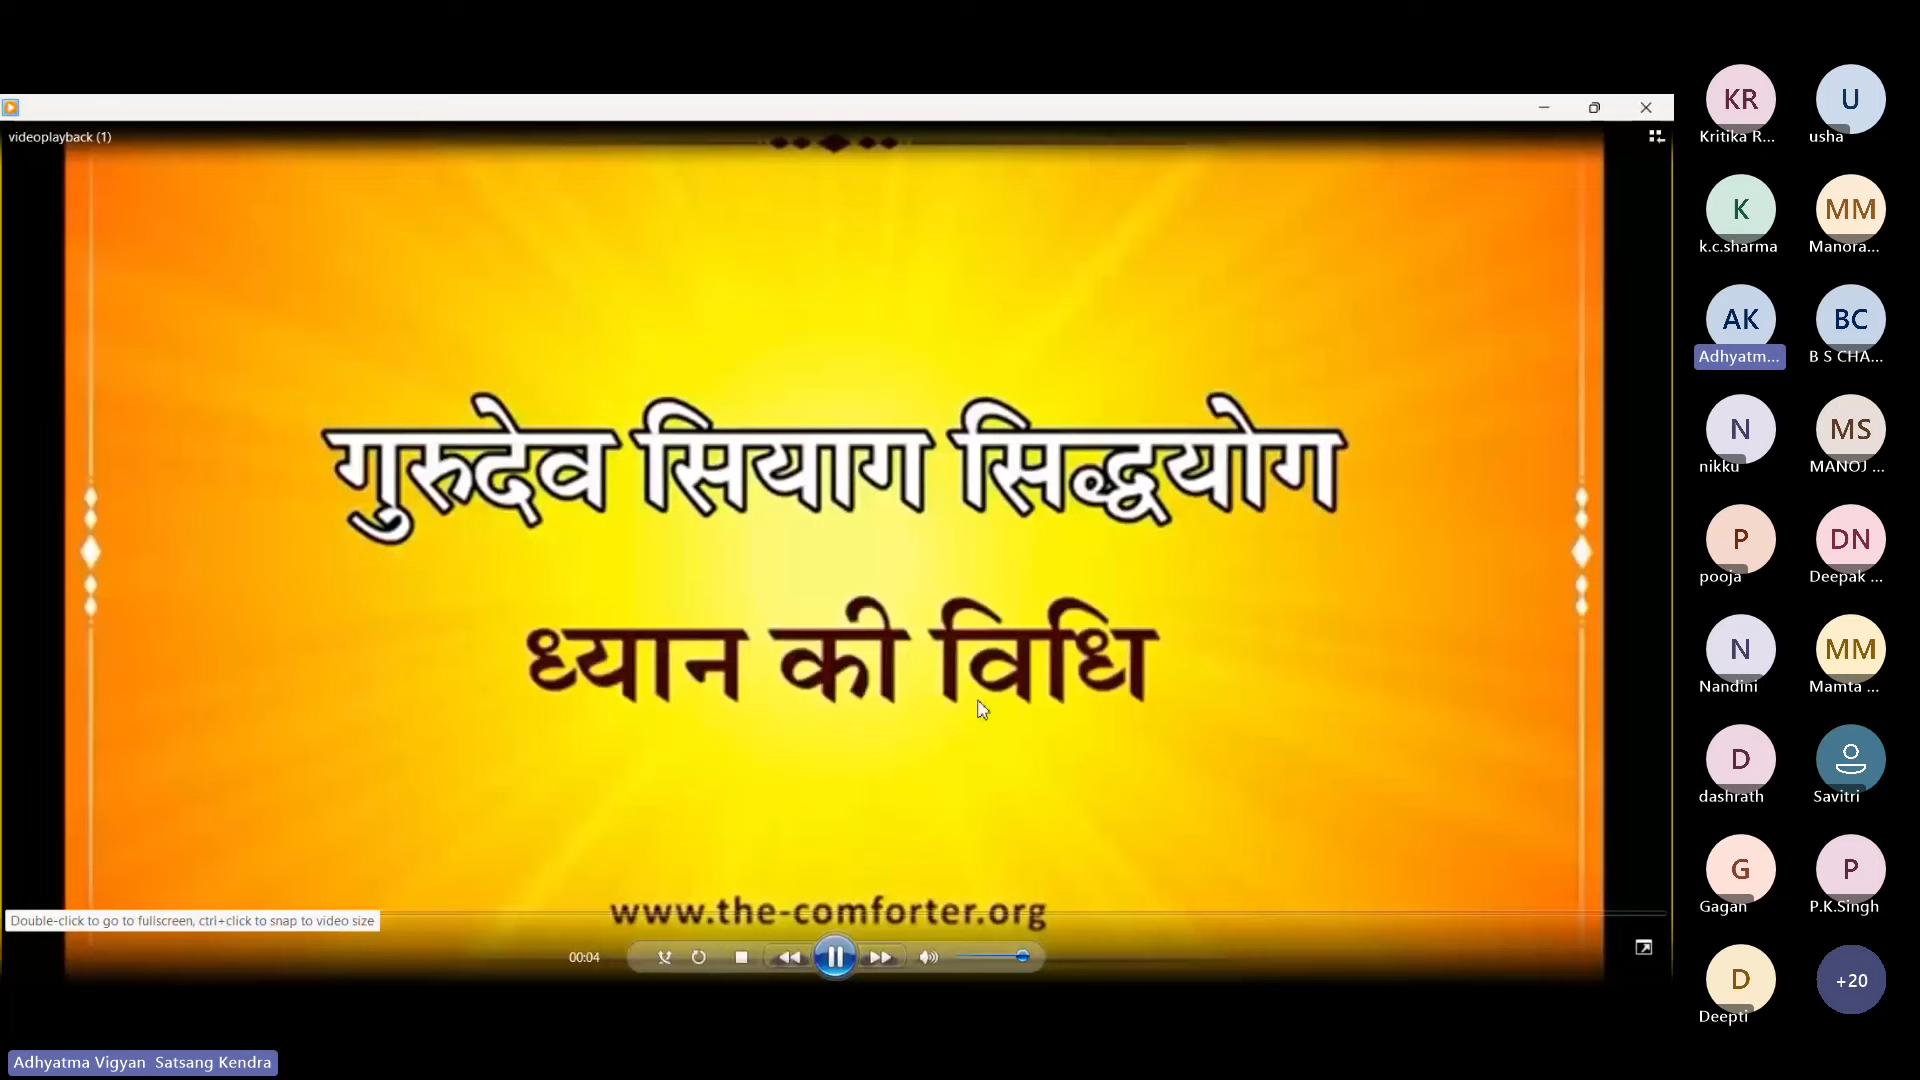 videoplayback (1)
गुरुदेव सियाग सिद्धयोग
ध्यान की विधि
www.the-comforter.org
Double-click to go to fullscreen, ctrl+click to snap to video size
00:04
Adhyatma Vigyan Satsang Kendra
KR
Kritika R...
U
usha
K
k.c.sharma
MM
Manora...
AK
Adhyatm...
BC
B S CHA...
N
nikku
MS
MANOJ ...
P
pooja
DN
Deepak ...
N
Nandini
MM
Mamta ...
D
dashrath
Savitri
G
Gagan
P
P.K.Singh
D
Deepti
+20